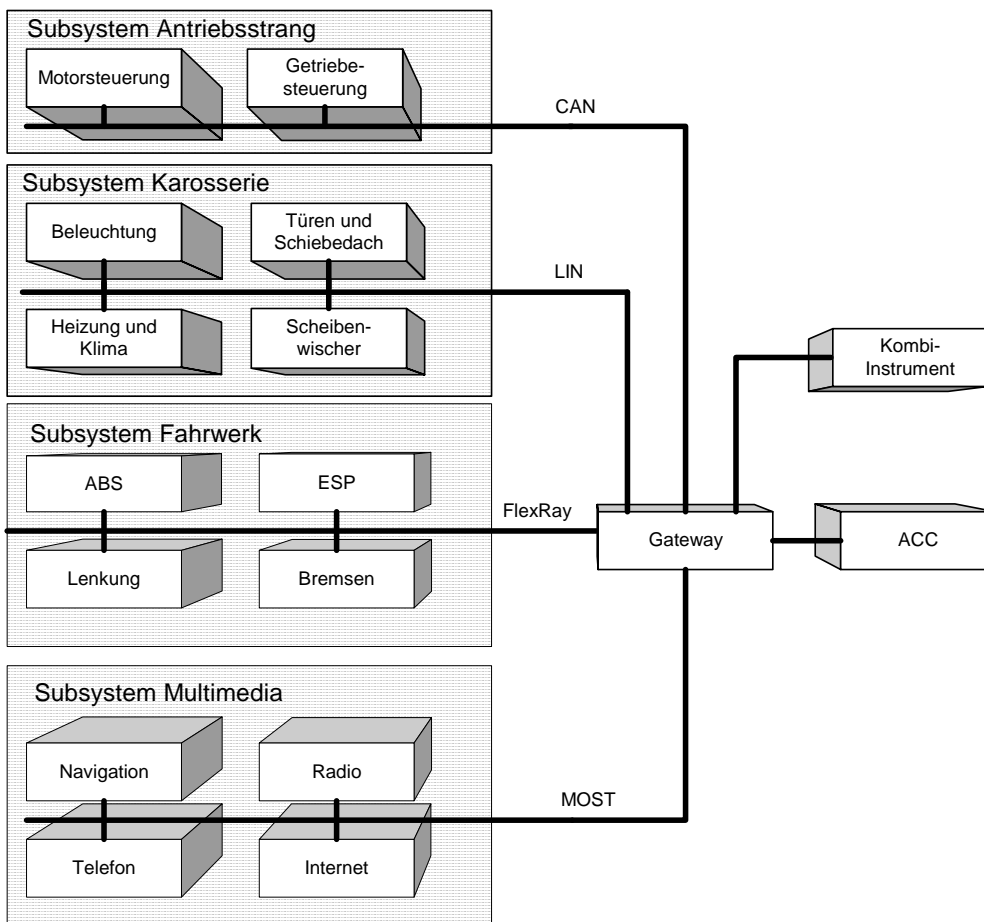 Subsystem Antriebsstrang
Motorsteuerung
Getriebe-
steuerung
CAN
Subsystem Karosserie
Beleuchtung
Türen und
Schiebedach
LIN
Heizung und
Klima
Scheiben-
wischer
Kombi-
Instrument
Subsystem Fahrwerk
ABS
ESP
FlexRay
Gateway
ACC
Lenkung
Bremsen
Subsystem Multimedia
Navigation
Radio
MOST
Telefon
Internet